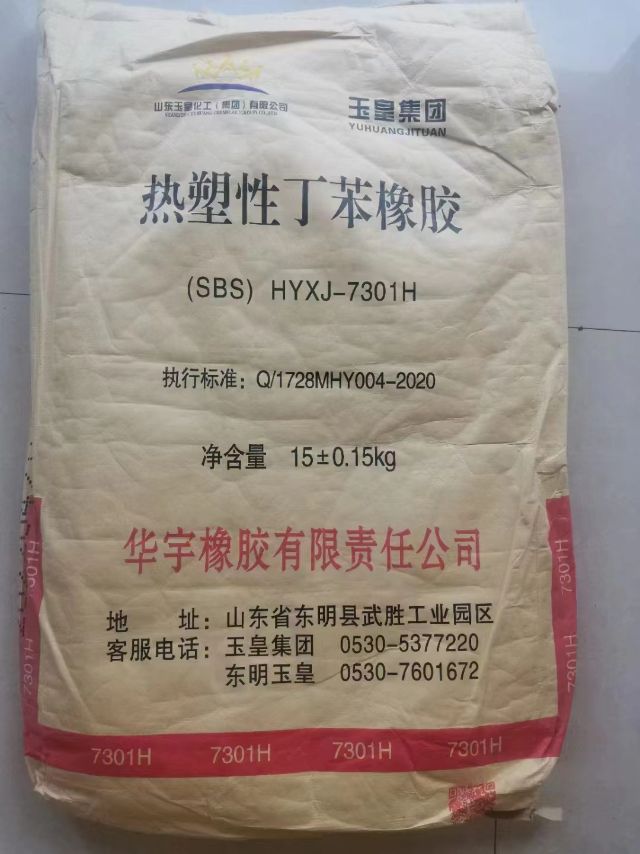 山东玉皇化工（集团）有限公司
玉皇集团
YUHUANGJITUAN
热塑性丁苯橡胶
(SBS) HYXJ-7301H
执行标准：Q/1728MHY004-2020
净含量 15±0.15kg
华宇橡胶有限责任公司
地 址：山东省东明县武胜工业园区
客服电话：玉皇集团 0530-5377220
东明玉皇 0530-7601672
7301H
7301H
7301H
7301H
7301H 7301H 7301H 7301H